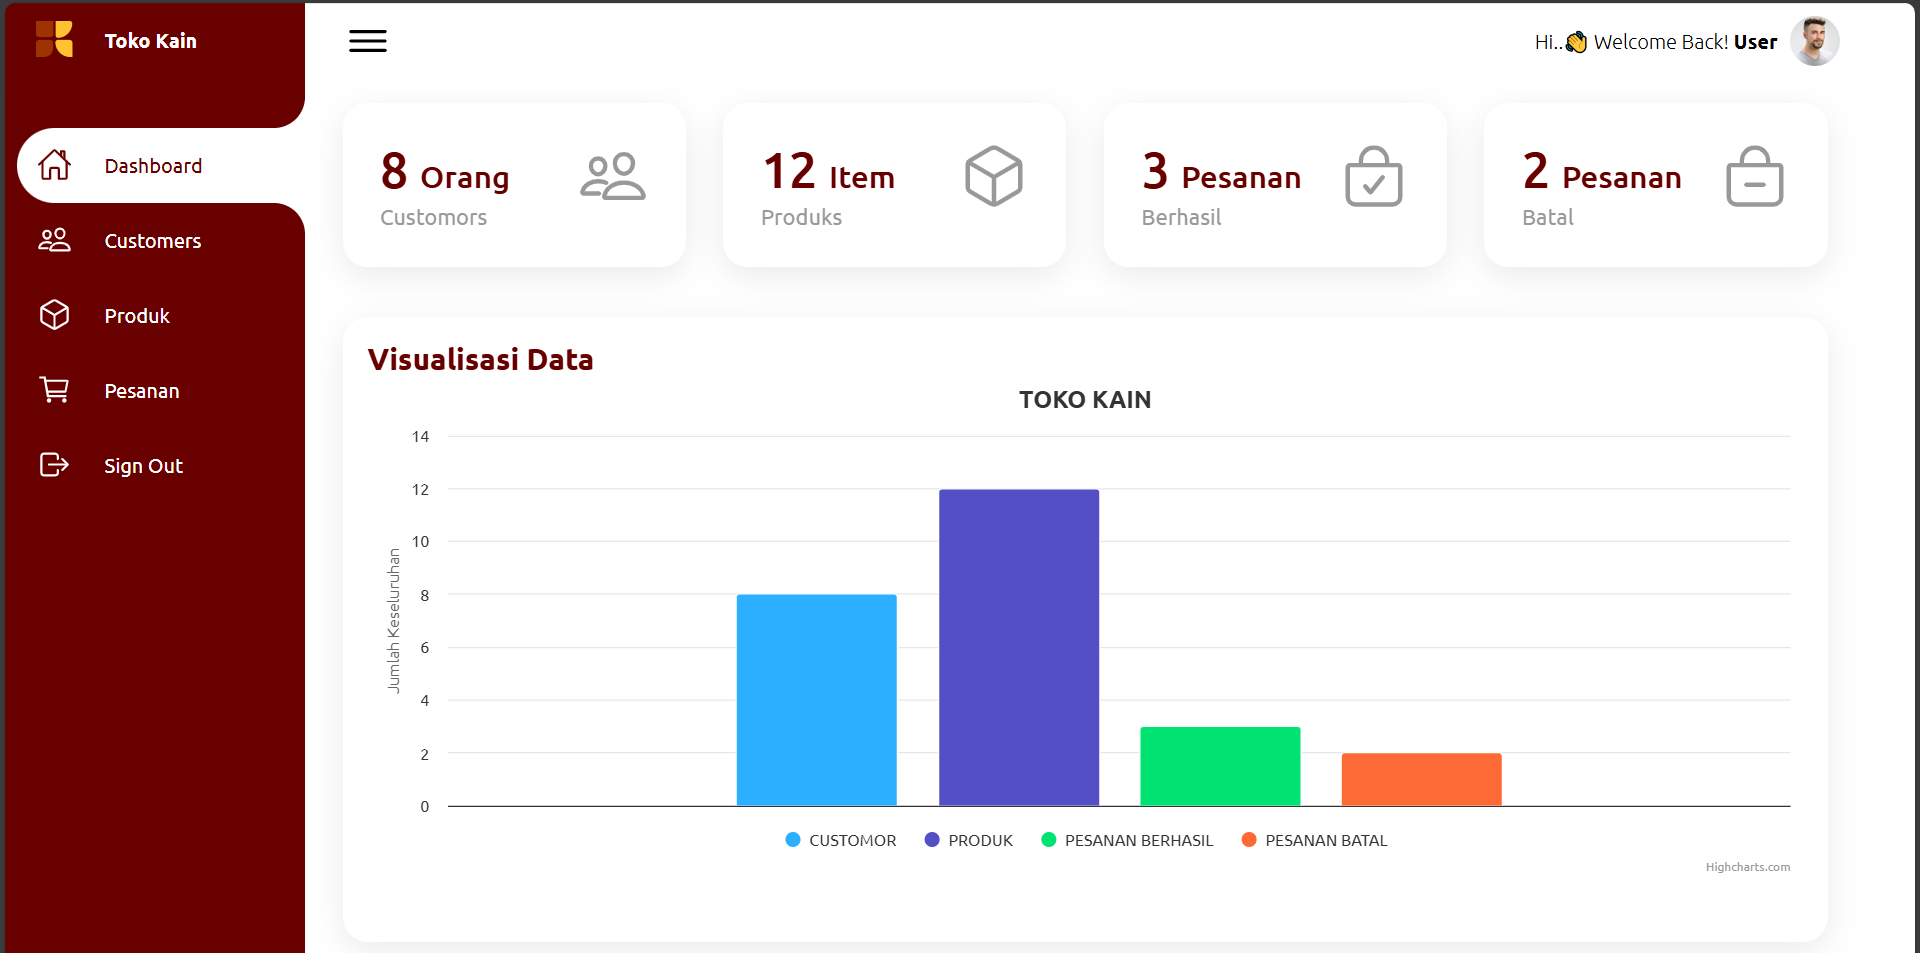 Toko Kain
Hi..👋 Welcome Back! User
Dashboard
Customers
Produk
Pesanan
Sign Out
8 Orang
Customors
12 Item
Produks
3 Pesanan
Berhasil
2 Pesanan
Batal
Visualisasi Data
TOKO KAIN
Jumlah Keseluruhan
14
12
10
8
6
4
2
0
CUSTOMOR PRODUK PESANAN BERHASIL PESANAN BATAL
Highcharts.com